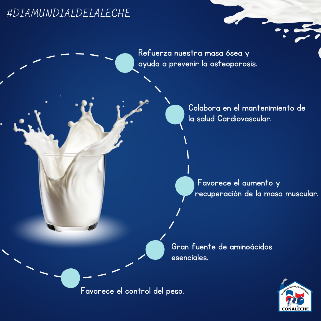 #DIAMUNDIALDELALECHE
Refuerza nuestra masa ósea y
ayuda a prevenir la osteoporosis.
Colabora en el mantenimiento de
la salud Cardiovascular.
Favorece el aumento y
recuperación de la masa muscular.
Gran fuente de aminoácidos
esenciales.
Favorece el control del peso.
CONALECHE